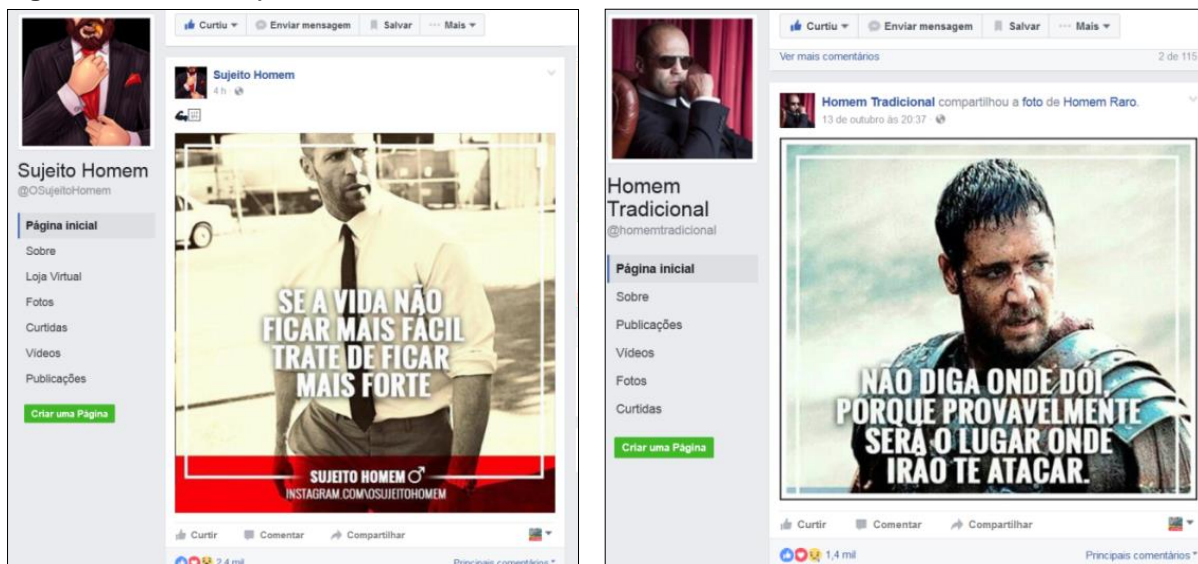 Curtiu
Enviar mensagem
Salvar
Mais
Sujeito Homem
4 h
Sujeito Homem
@OSujeitoHomem
Página inicial
Sobre
Loja Virtual
Fotos
Curtidas
Vídeos
Publicações
Criar uma Página
SE A VIDA NÃO
FICAR MAIS FÁCIL
TRATE DE FICAR
MAIS FORTE
SUJEITO HOMEM
INSTAGRAM.COM\OSUJEITOHOMEM
Curtir
Comentar
Compartilhar
2,4 mil
Principais comentários
Curtiu
Enviar mensagem
Salvar
Mais
Ver mais comentários
2 de 115
Homem Tradicional compartilhou a foto de Homem Raro.
13 de outubro às 20:37
Homem
Tradicional
@homemtradicional
Página inicial
Sobre
Publicações
Vídeos
Fotos
Curtidas
Criar uma Página
NÃO DIGA ONDE DÓI,
PORQUE PROVAVELMENTE
SERÁ O LUGAR ONDE
IRÃO TE ATACAR.
Curtir
Comentar
Compartilhar
1,4 mil
Principais comentários